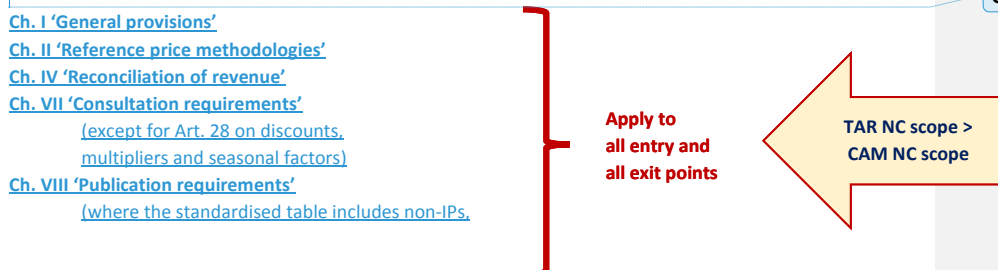 Ch. I ‘General provisions’
Ch. II ‘Reference price methodologies’
Ch. IV ‘Reconciliation of revenue’
Ch. VII ‘Consultation requirements’
(except for Art. 28 on discounts,
multipliers and seasonal factors)
Ch. VIII ‘Publication requirements’
(where the standardised table includes non-IPs,
Apply to
all entry and
all exit points
TAR NC scope >
CAM NC scope